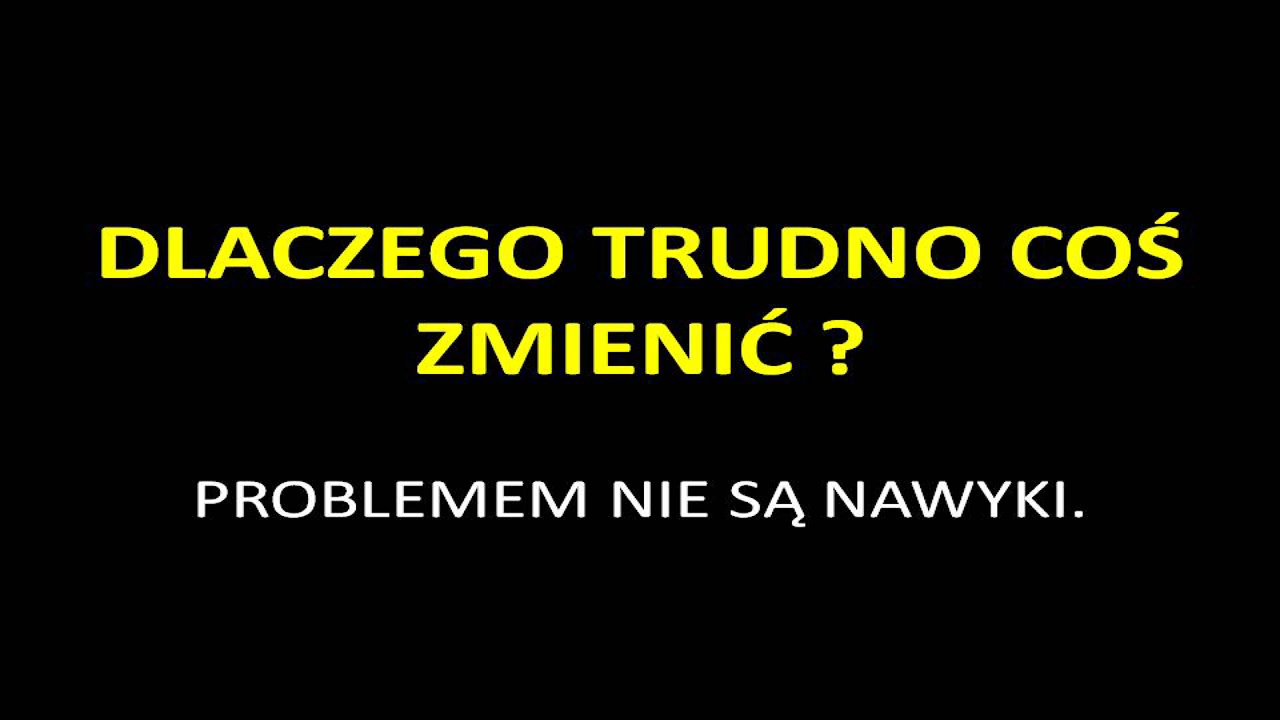 DLACZEGO TRUDNO COŚ
ZMIENIĆ ?
PROBLEMEM NIE SĄ NAWYKI.